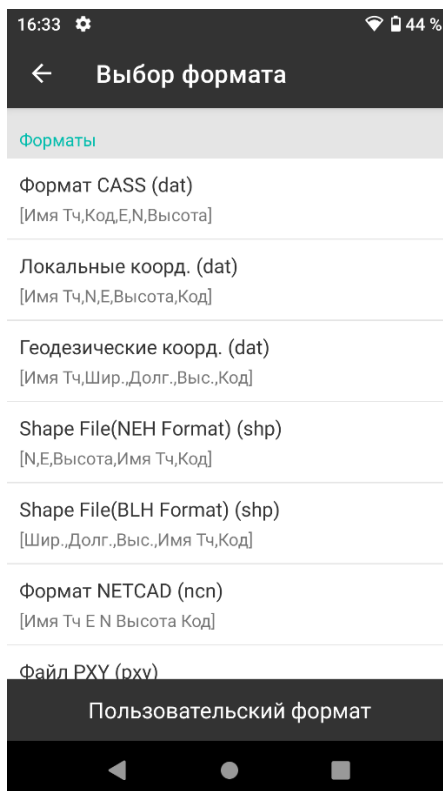 16:33 44 %
Выбор формата
Форматы
Формат CASS (dat)
[Имя Тч,Код,E,N,Высота]
Локальные коорд. (dat)
[Имя Тч,N,E,Высота,Код]
Геодезические коорд. (dat)
[Имя Тч,Шир.,Долг.,Выс.,Код]
Shape File(NEH Format) (shp)
[N,E,Высота,Имя Тч,Код]
Shape File(BLH Format) (shp)
[Шир.,Долг.,Выс.,Имя Тч,Код]
Формат NETCAD (ncn)
[Имя Тч E N Высота Код]
Файл PXY (pxy)
Пользовательский формат